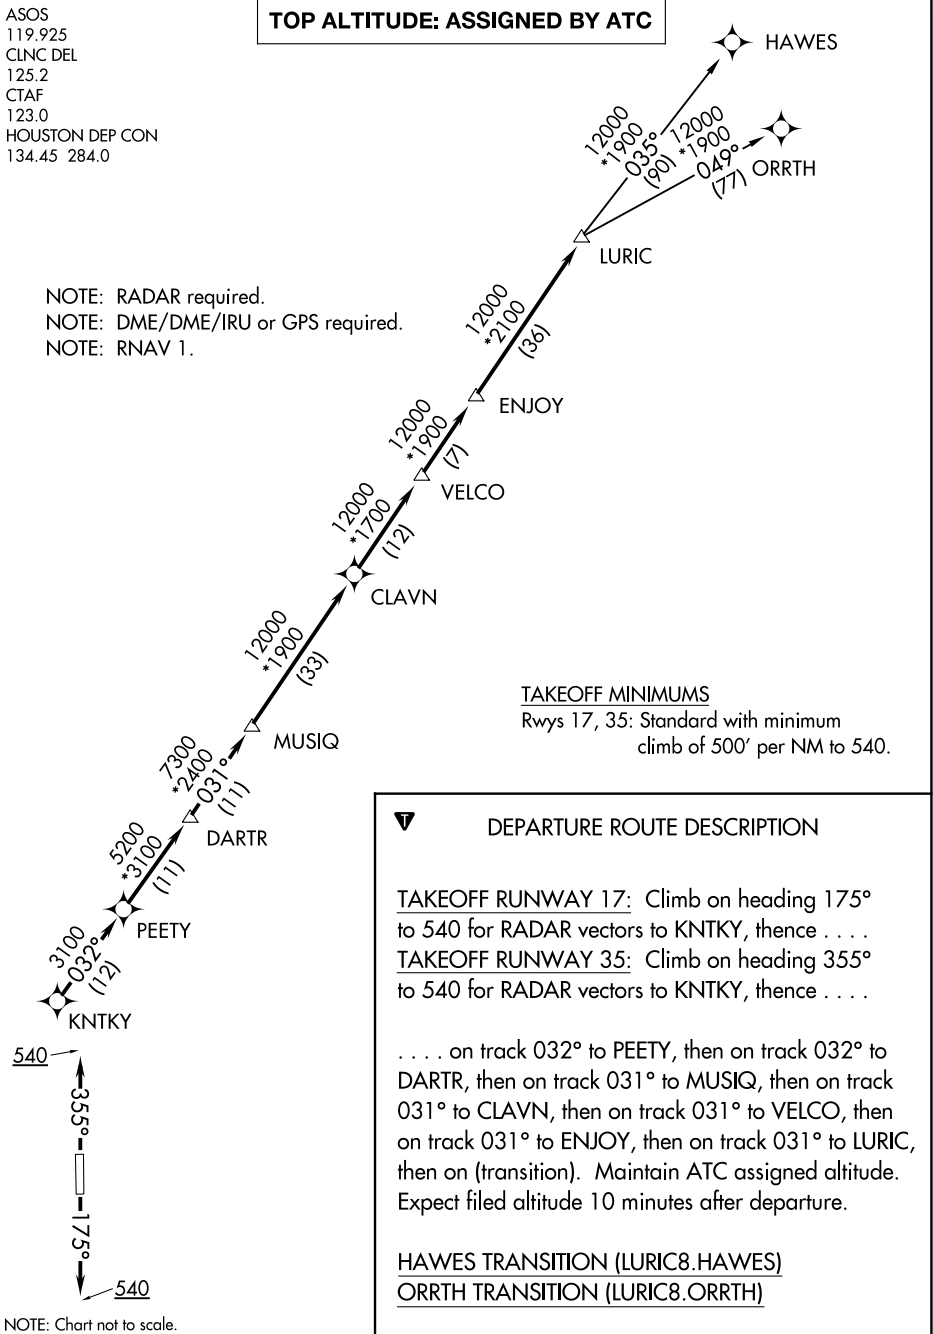 ASOS
119.925
CLNC DEL
125.2
CTAF
123.0
HOUSTON DEP CON
134.45 284.0
TOP ALTITUDE: ASSIGNED BY ATC
HAWES
12000
*1900
035°
(90)
12000
*1900
049°
(77)
ORRTH
LURIC
NOTE: RADAR required.
NOTE: DME/DME/IRU or GPS required.
NOTE: RNAV 1.
12000
*2100
(36)
ENJOY
12000
*1900
(7)
VELCO
12000
*1700
(12)
CLAVN
12000
*1900
(33)
MUSIQ
TAKEOFF MINIMUMS
Rwys 17, 35: Standard with minimum
climb of 500' per NM to 540.
7300
*2400
031°
(11)
DARTR
5200
*3100
(11)
PEETY
3100
032°
(12)
KNTKY
540
355°
175°
540
NOTE: Chart not to scale.
T
DEPARTURE ROUTE DESCRIPTION
TAKEOFF RUNWAY 17: Climb on heading 175°
to 540 for RADAR vectors to KNTKY, thence . . . .
TAKEOFF RUNWAY 35: Climb on heading 355°
to 540 for RADAR vectors to KNTKY, thence . . . .
. . . . on track 032° to PEETY, then on track 032° to
DARTR, then on track 031° to MUSIQ, then on track
031° to CLAVN, then on track 031° to VELCO, then
on track 031° to ENJOY, then on track 031° to LURIC,
then on (transition). Maintain ATC assigned altitude.
Expect filed altitude 10 minutes after departure.
HAWES TRANSITION (LURIC8.HAWES)
ORRTH TRANSITION (LURIC8.ORRTH)